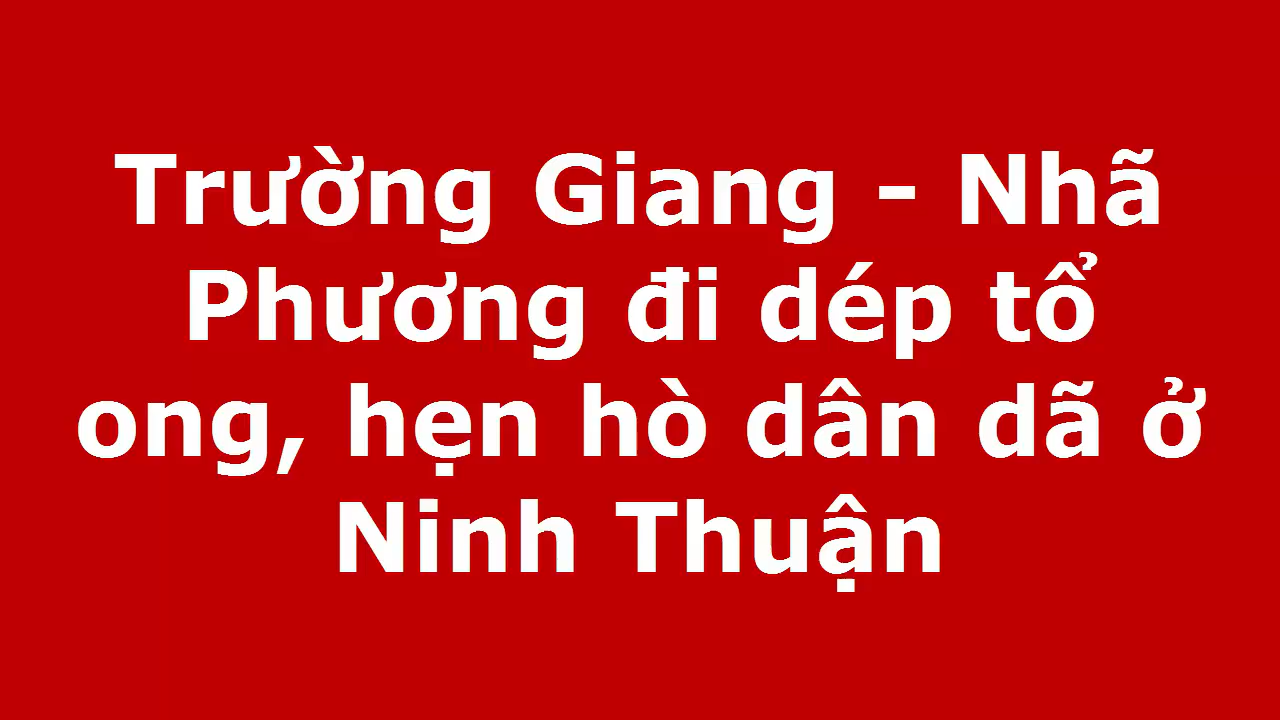 Trường Giang - Nhã
Phương đi dép tổ
ong, hẹn hò dân dã ở
Ninh Thuận